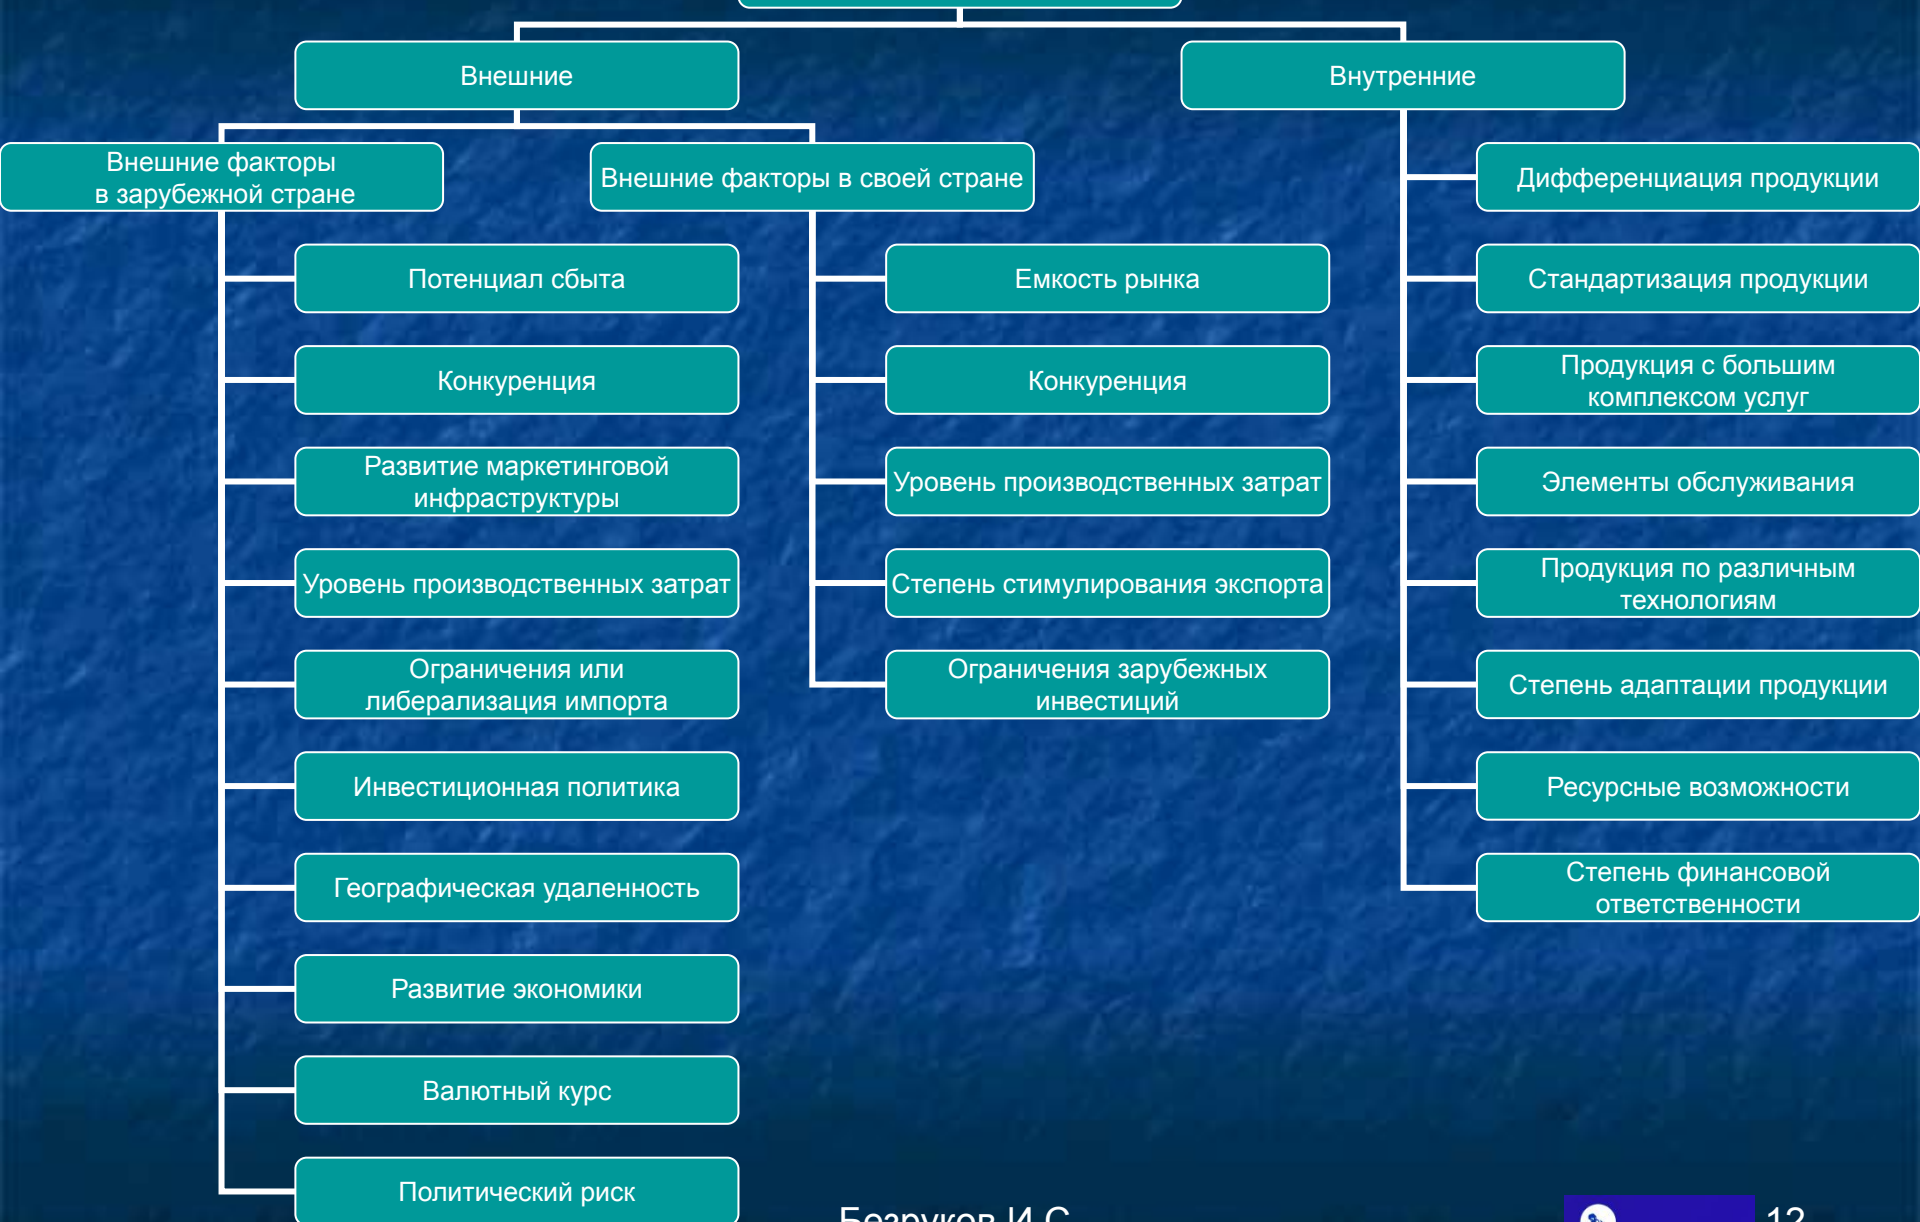 Внешние
Внутренние
Внешние факторы
в зарубежной стране
Внешние факторы в своей стране
Потенциал сбыта
Конкуренция
Развитие маркетинговой
инфраструктуры
Уровень производственных затрат
Ограничения или
либерализация импорта
Инвестиционная политика
Географическая удаленность
Развитие экономики
Валютный курс
Политический риск
Емкость рынка
Конкуренция
Уровень производственных затрат
Степень стимулирования экспорта
Ограничения зарубежных
инвестиций
Дифференциация продукции
Стандартизация продукции
Продукция с большим
комплексом услуг
Элементы обслуживания
Продукция по различным
технологиям
Степень адаптации продукции
Ресурсные возможности
Степень финансовой
ответственности
Безруков И.С.
12